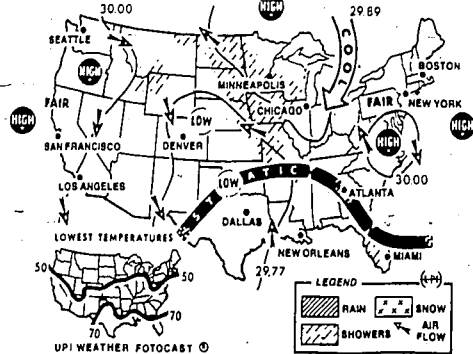 30.00
HIGH
29.89
SEATTLE
COOL
HIGH
BOSTON
MINNEAPOLIS
FAIR
CHICAGO
FAIR
NEW YORK
HIGH
LOW
HIGH
HIGH
SAN FRANCISCO
DENVER
30.00
LOS ANGELES
LOW
ATIC
ATLANTA
LOWEST TEMPERATURES
DALLAS
NEW ORLEANS
MIAMI
50
50
29.77
LEGEND
RAIN
SNOW
SHOWERS
AIR
FLOW
70
70
UPI WEATHER FOTOCAST